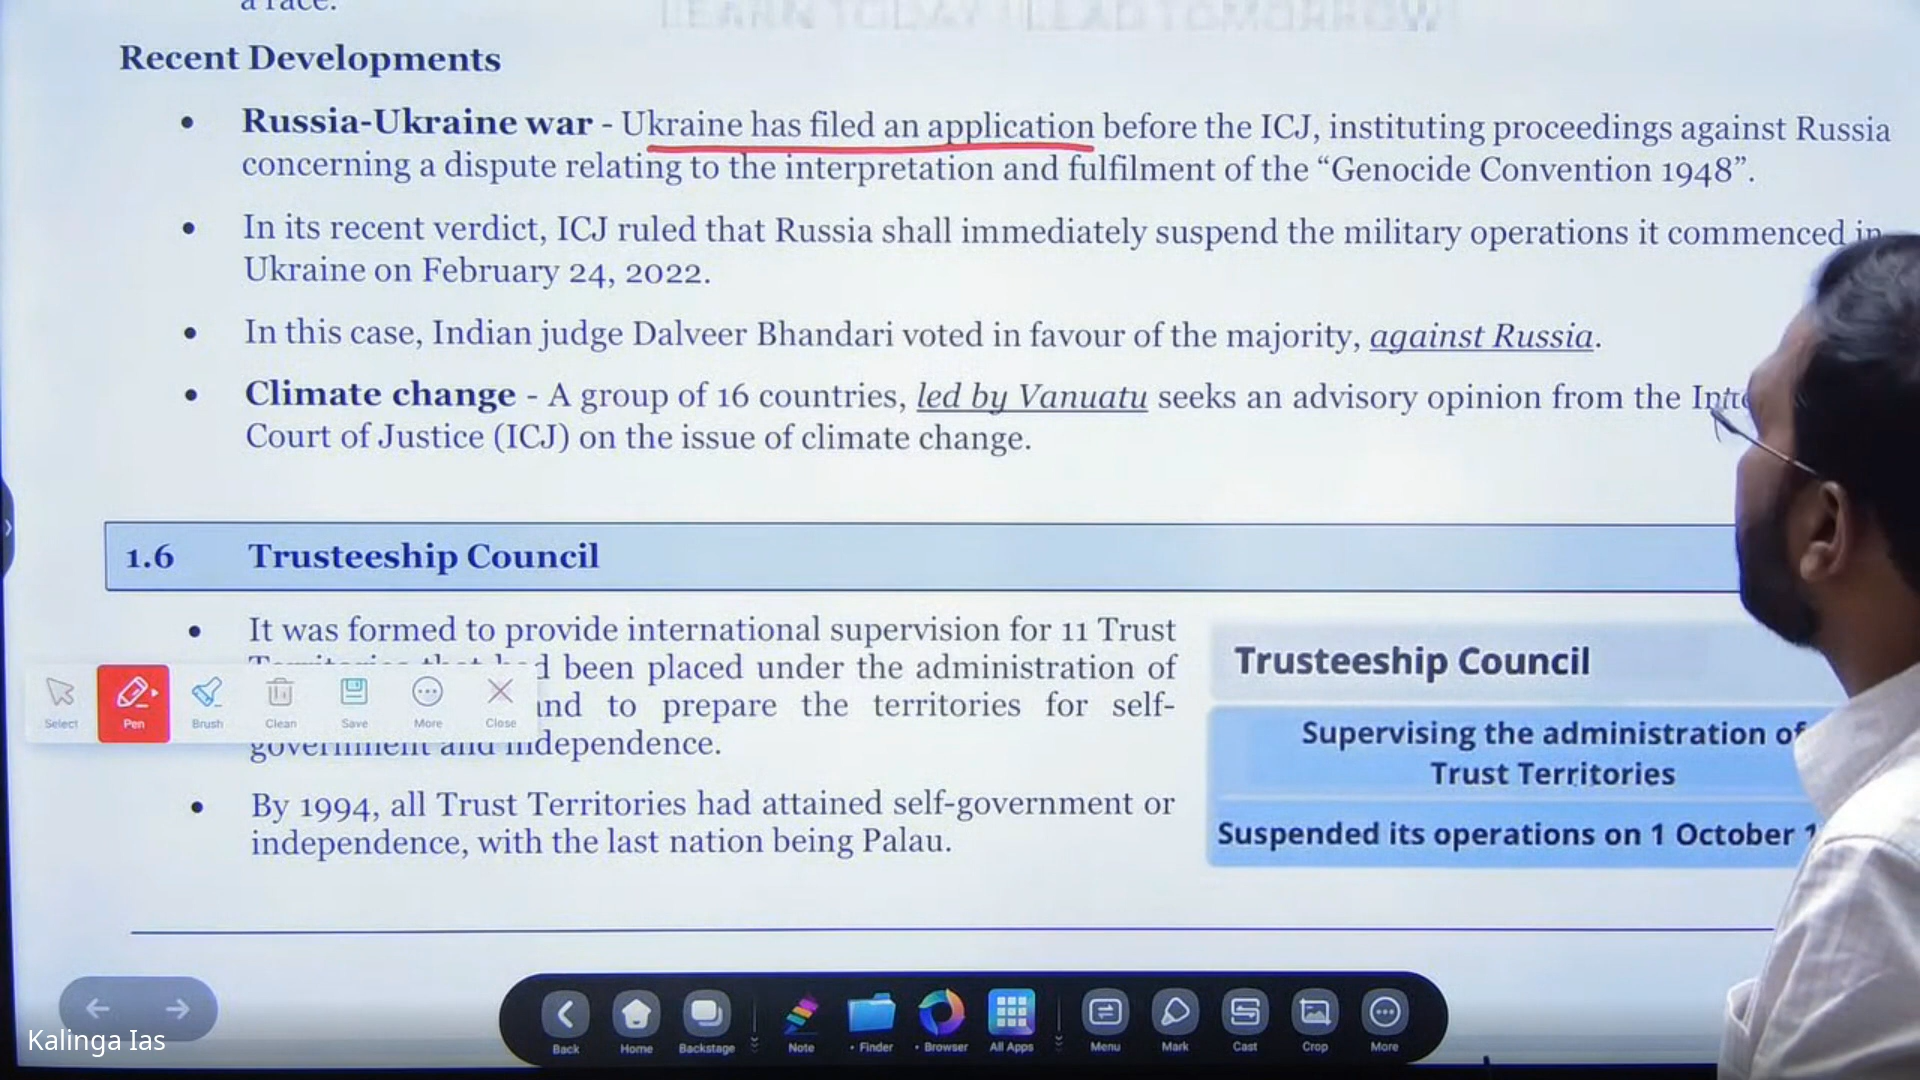 a race.
LEARN TODAY LEAD TOMORROW
Recent Developments
• Russia-Ukraine war - Ukraine has filed an application before the ICJ, instituting proceedings against Russia
concerning a dispute relating to the interpretation and fulfilment of the “Genocide Convention 1948”.
• In its recent verdict, ICJ ruled that Russia shall immediately suspend the military operations it commenced in
Ukraine on February 24, 2022.
• In this case, Indian judge Dalveer Bhandari voted in favour of the majority, against Russia.
• Climate change - A group of 16 countries, led by Vanuatu seeks an advisory opinion from the
Court of Justice (ICJ) on the issue of climate change.
1.6 Trusteeship Council
• It was formed to provide international supervision for 11 Trust
had been placed under the administration of
and to prepare the territories for self-
government and independence.
• By 1994, all Trust Territories had attained self-government or
independence, with the last nation being Palau.
Trusteeship Council
Supervising the administration of
Trust Territories
Suspended its operations on 1 October
Select Pen Brush Clean Save More Close
Back Home Backstage Note • Finder • Browser All Apps Menu Mark Cast Crop More
Kalinga Ias